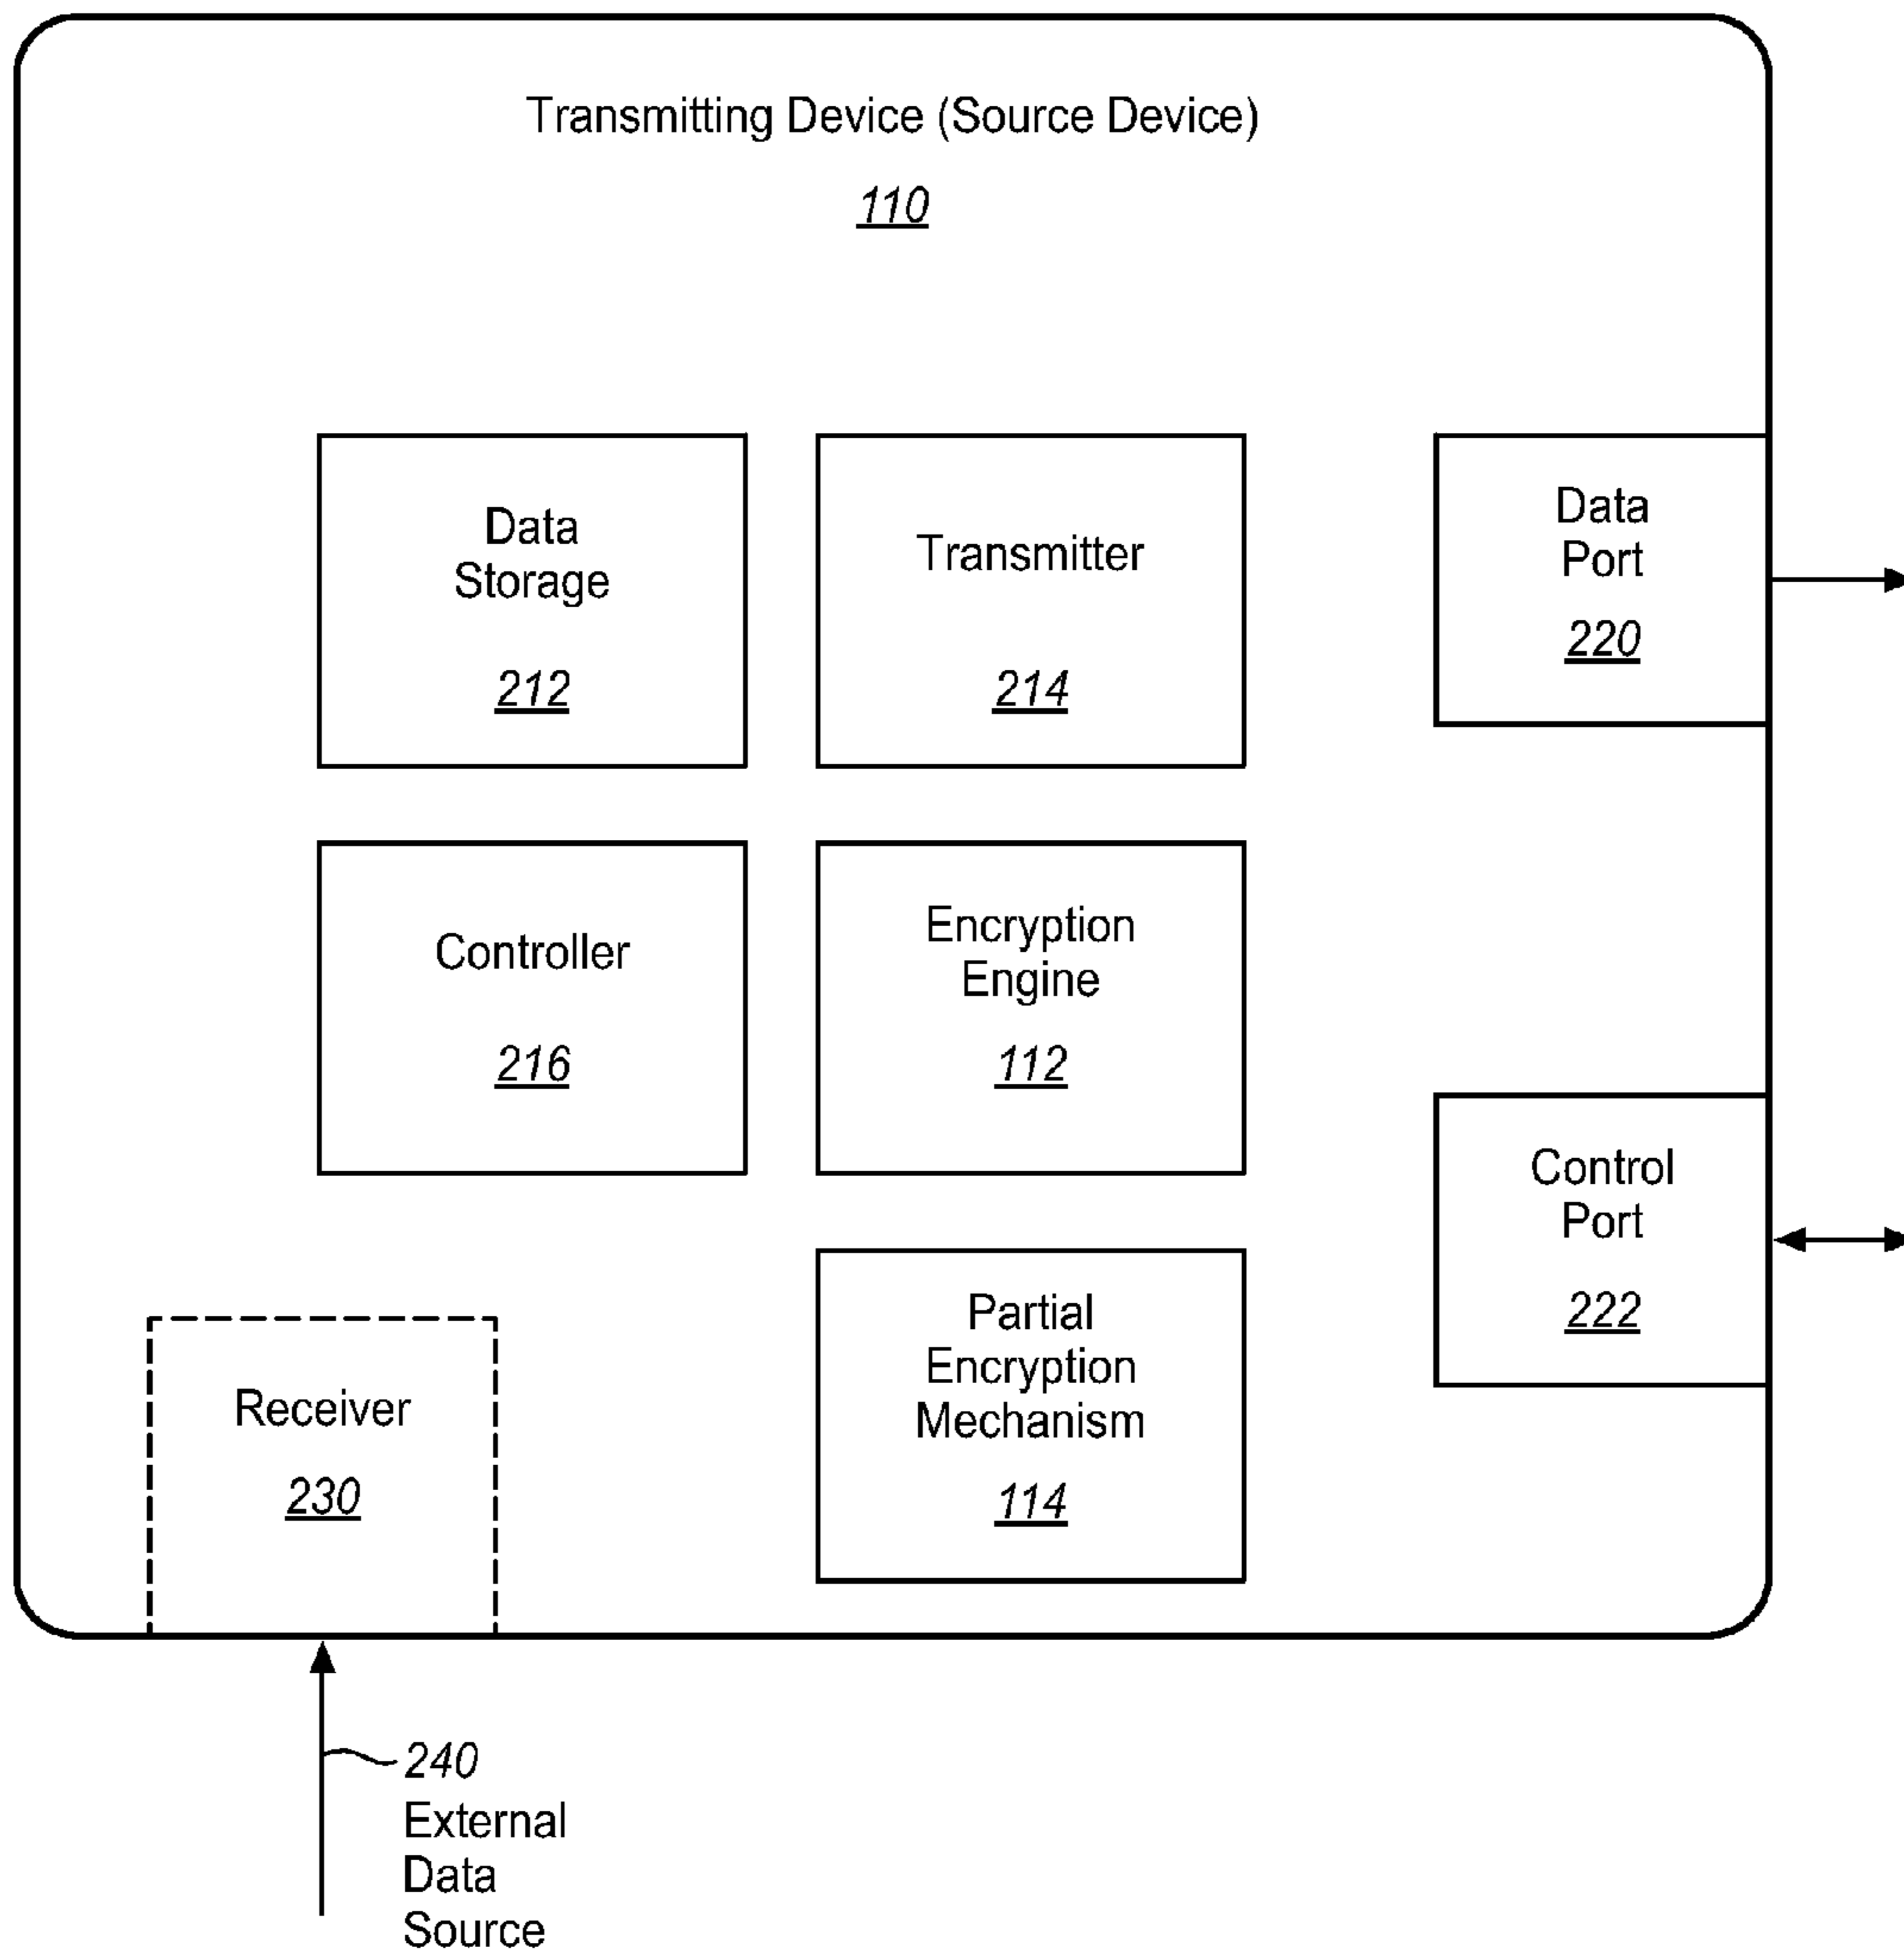 Transmitting Device (Source Device)
110
Data
Storage
212
Transmitter
214
Data
Port
220
Controller
216
Encryption
Engine
112
Control
Port
222
Partial
Encryption
Mechanism
114
Receiver
230
240
External
Data
Source